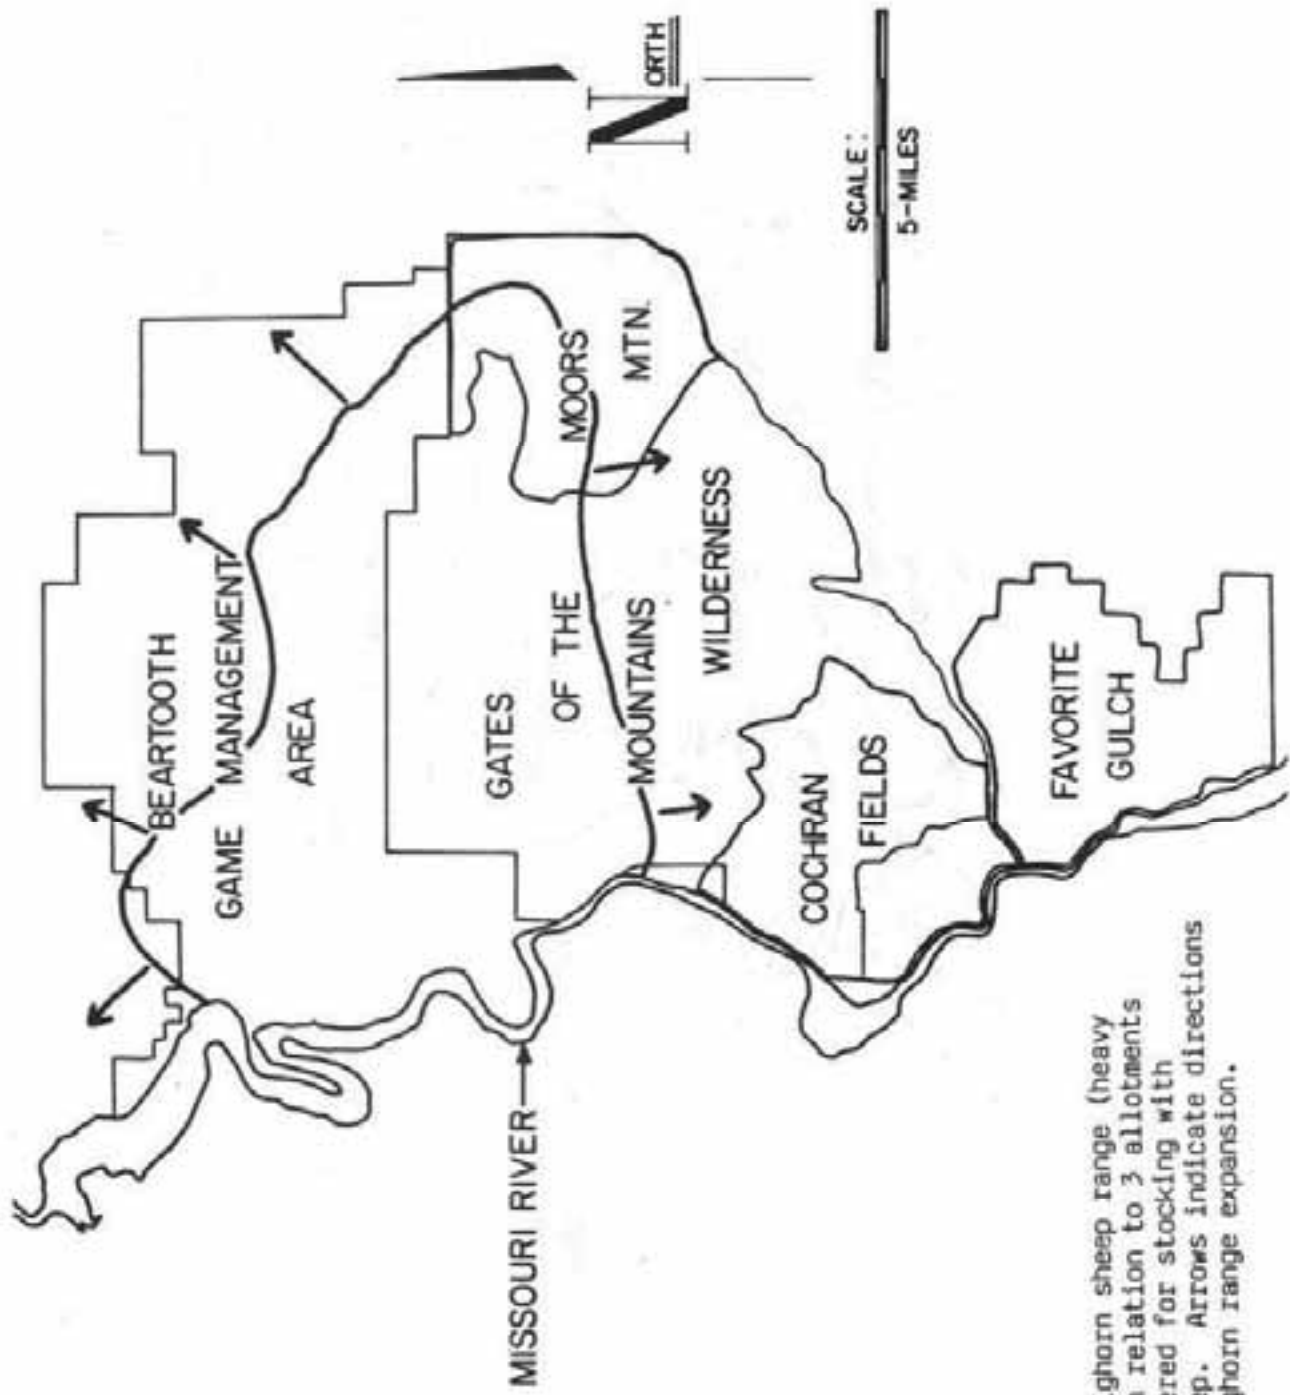 BEARTOOTH
GAME MANAGEMENT
AREA
GATES
OF THE
MOUNTAINS
WILDERNESS
MOORS
MTN.
COCHRAN
FIELDS
FAVORITE
GULCH
MISSOURI RIVER
NORTH
SCALE:
5-MILES
ghorn sheep range (heavy
relation to 3 allotments
ered for stocking with
p. Arrows indicate directions
horn range expansion.